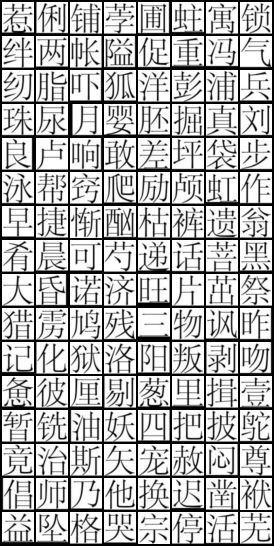 惹俐铺荸圃蛀寓锁
绊两帐隘促重冯气
纫脂吓狐洋彭浦兵
珠尿月婴胚掘真刘
良卢响敢差坪袋步
泳帮窍爬励颅虹作
早捷惭酗枯裤遗翁
肴晨可芍递话菩黑
大昏诺济旺片茁祭
猎雳鸠残三物讽昨
记化狱洛阳叛剥吻
惫彼厘剔葱里揖壹
暂铣油妖四把披鸵
竞治斯矢宠赦闷尊
倡师乃他换迟凿袱
益坠格哭宗停活芜